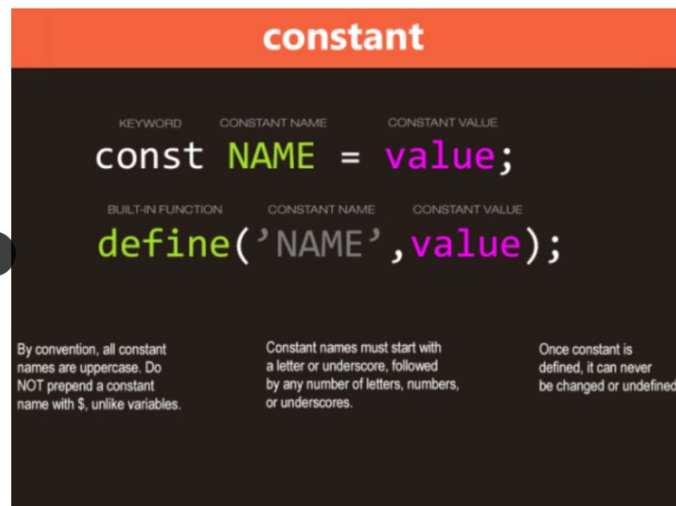 constant
KEYWORD CONSTANT NAME CONSTANT VALUE
const NAME = value;
BUILT-IN FUNCTION CONSTANT NAME CONSTANT VALUE
define(’NAME’,value);
By convention, all constant
names are uppercase. Do
NOT prepend a constant
name with $, unlike variables.
Constant names must start with
a letter or underscore, followed
by any number of letters, numbers,
or underscores.
Once constant is
defined, it can never
be changed or undefined